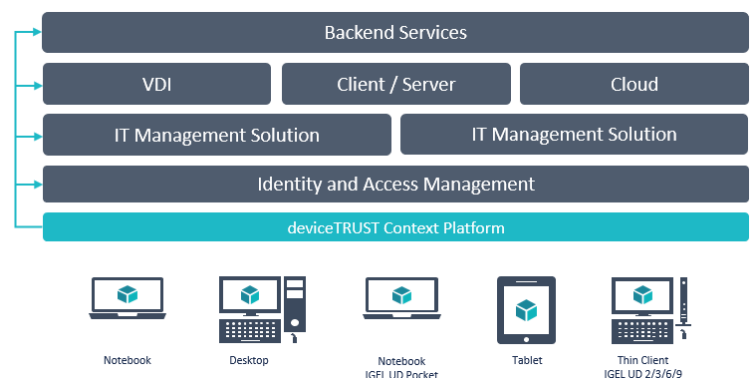 Backend Services
VDI
Client / Server
Cloud
IT Management Solution
IT Management Solution
Identity and Access Management
deviceTRUST Context Platform
Notebook
Desktop
Notebook
IGEL UD Pocket
Tablet
Thin Client
IGEL UD 2/3/6/9